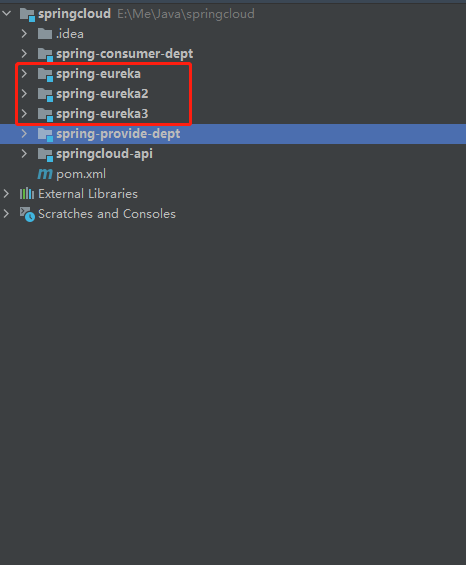 springcloud E:\Me\Java\springcloud
.idea
spring-consumer-dept
spring-eureka
spring-eureka2
spring-eureka3
spring-provide-dept
springcloud-api
m pom.xml
External Libraries
Scratches and Consoles